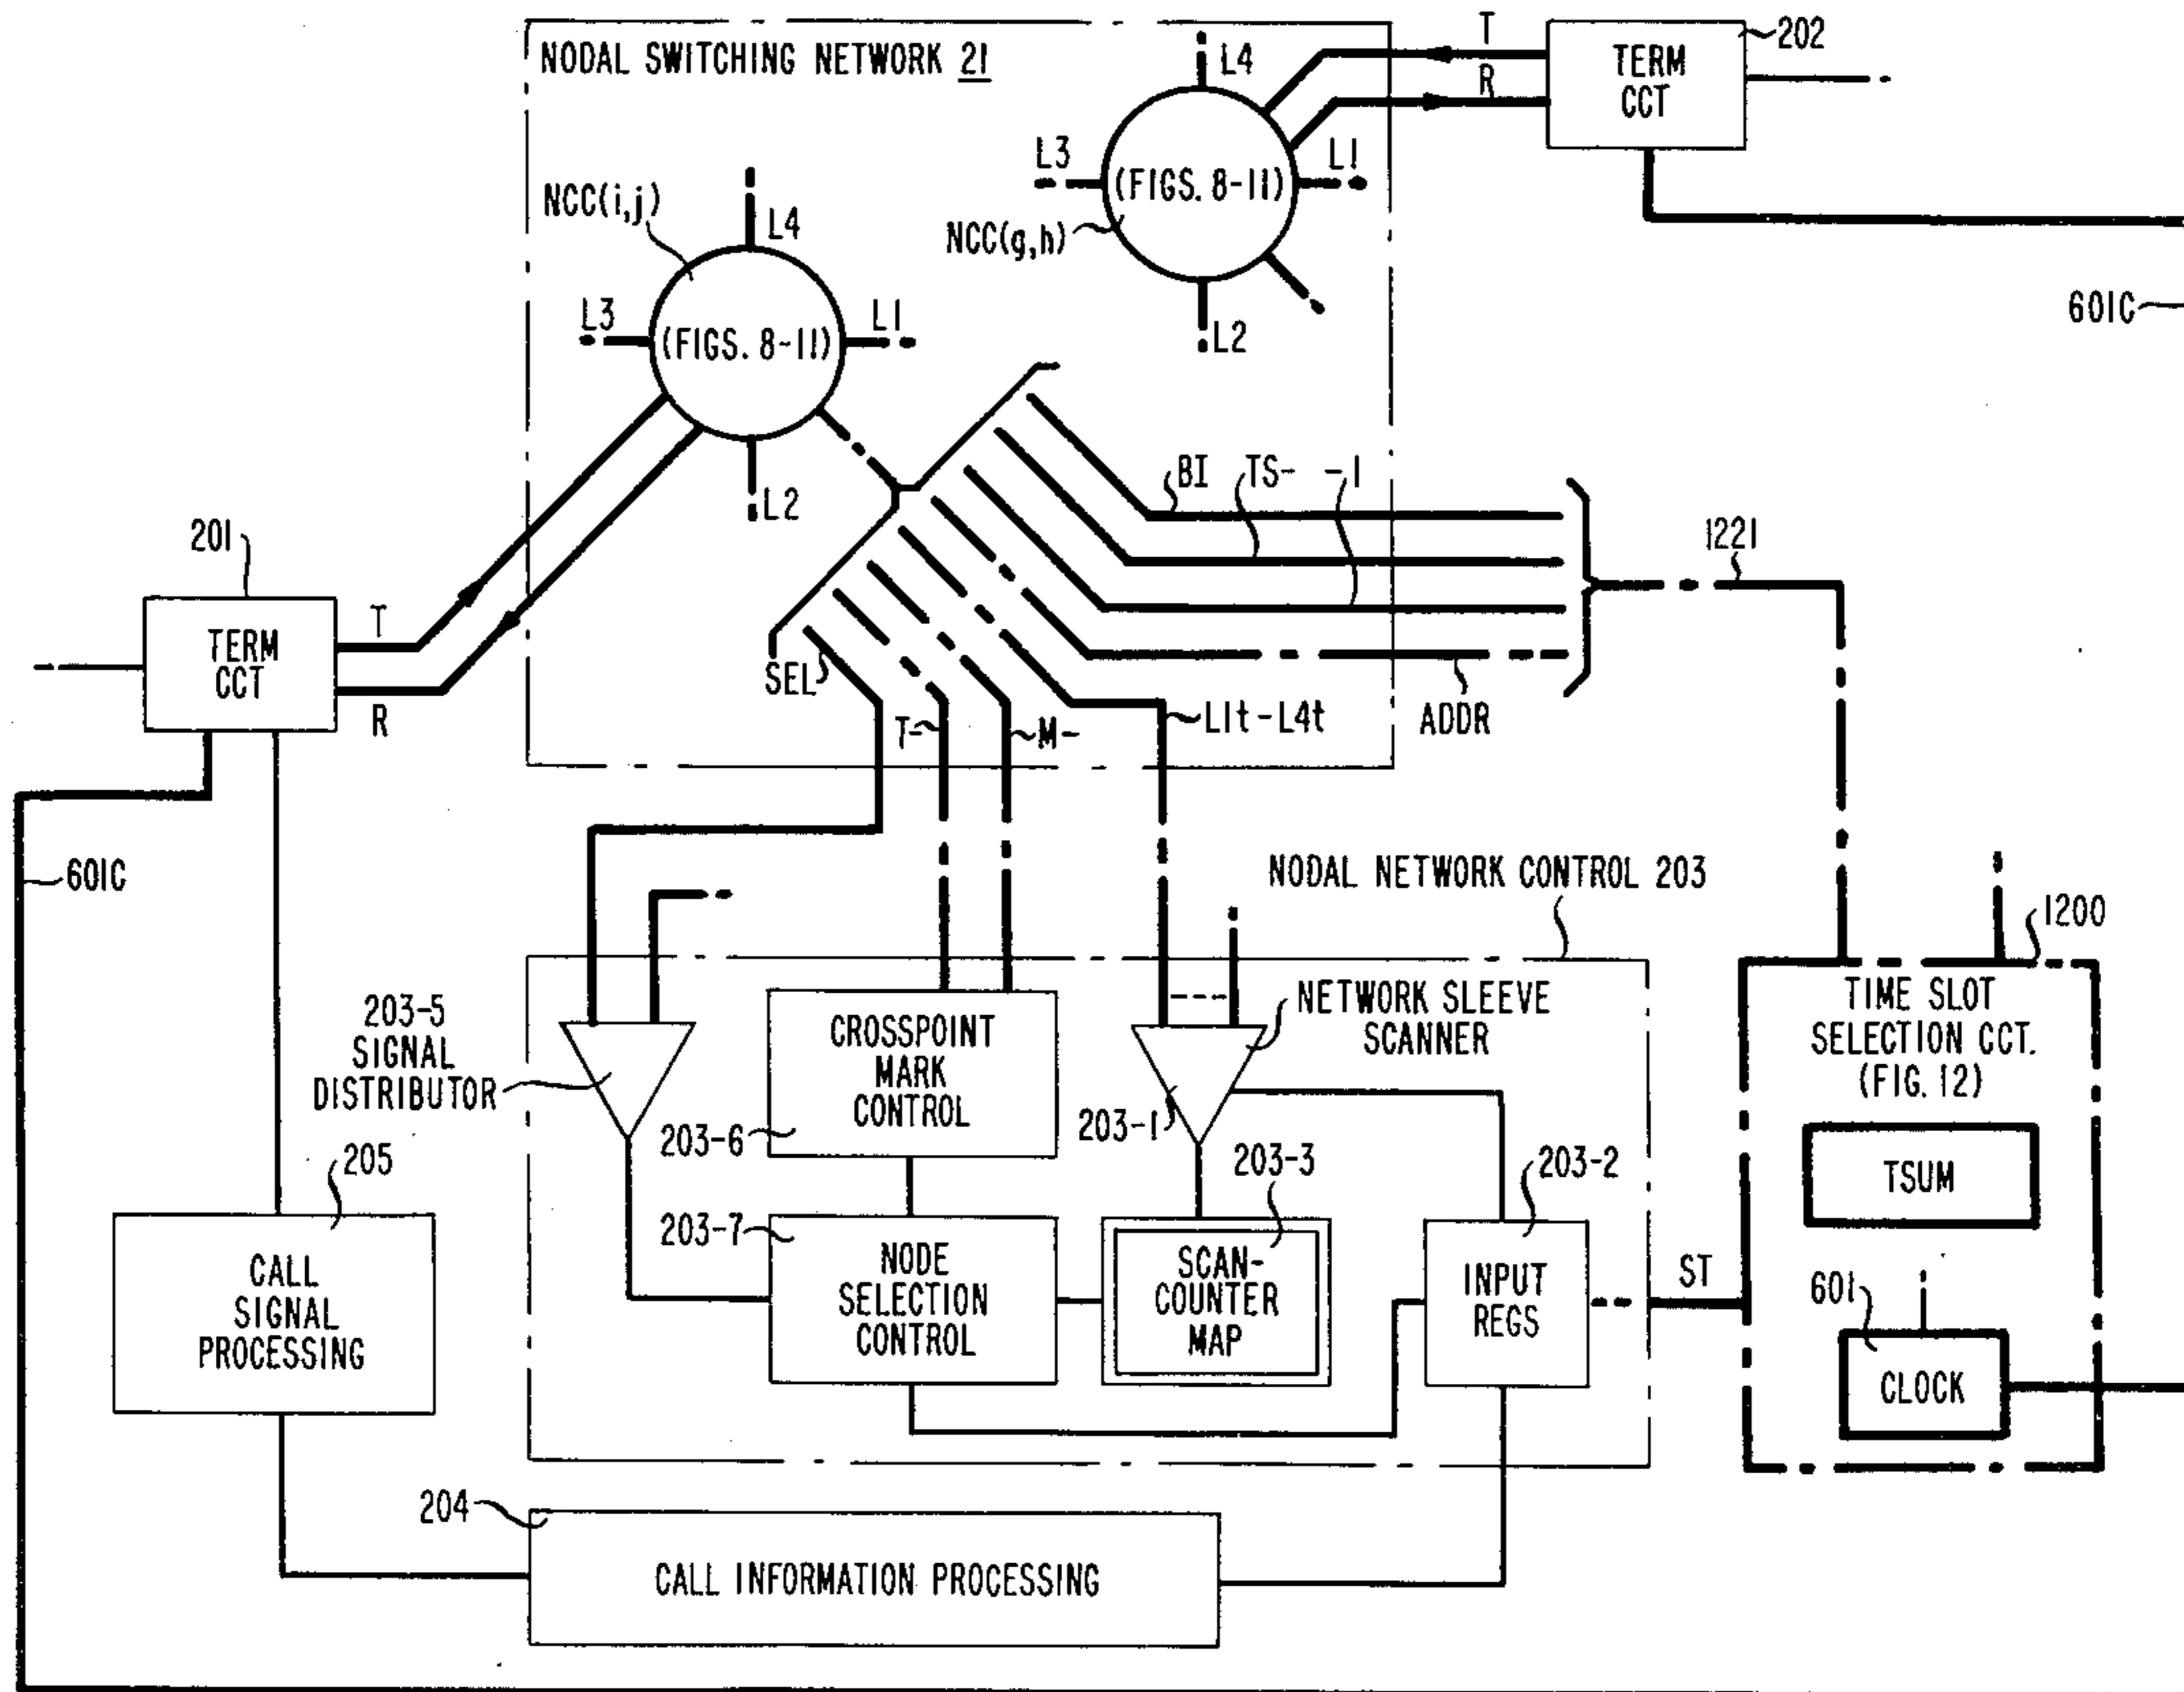 NODAL SWITCHING NETWORK 21
L4
T
R
TERM
CCT
202
L3
(FIGS. 8-11)
L1
NCC(g,h)
L2
NCC(i,j)
L4
L3
(FIGS. 8-11)
L1
L2
601C
BI
TS-
-1
1221
201
TERM
CCT
T
R
SEL
T-
M-
L1t-L4t
ADDR
601C
NODAL NETWORK CONTROL 203
1200
TIME SLOT
SELECTION CCT.
(FIG. 12)
TSUM
601
CLOCK
203-5
SIGNAL
DISTRIBUTOR
CROSSPOINT
MARK
CONTROL
203-6
NETWORK SLEEVE
SCANNER
203-1
203-3
203-2
205
CALL
SIGNAL
PROCESSING
203-7
NODE
SELECTION
CONTROL
SCAN-
COUNTER
MAP
INPUT
REGS
ST
204
CALL INFORMATION PROCESSING